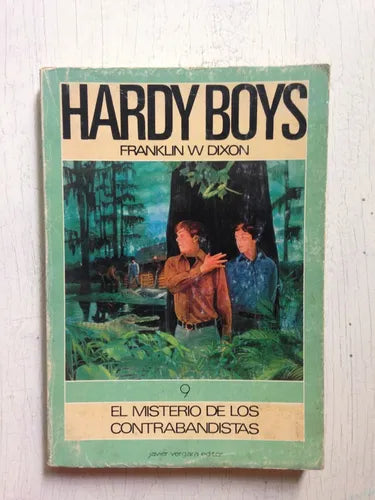 HARDY BOYS
FRANKLIN W DIXON
9
EL MISTERIO DE LOS
CONTRABANDISTAS
javier vergara editor